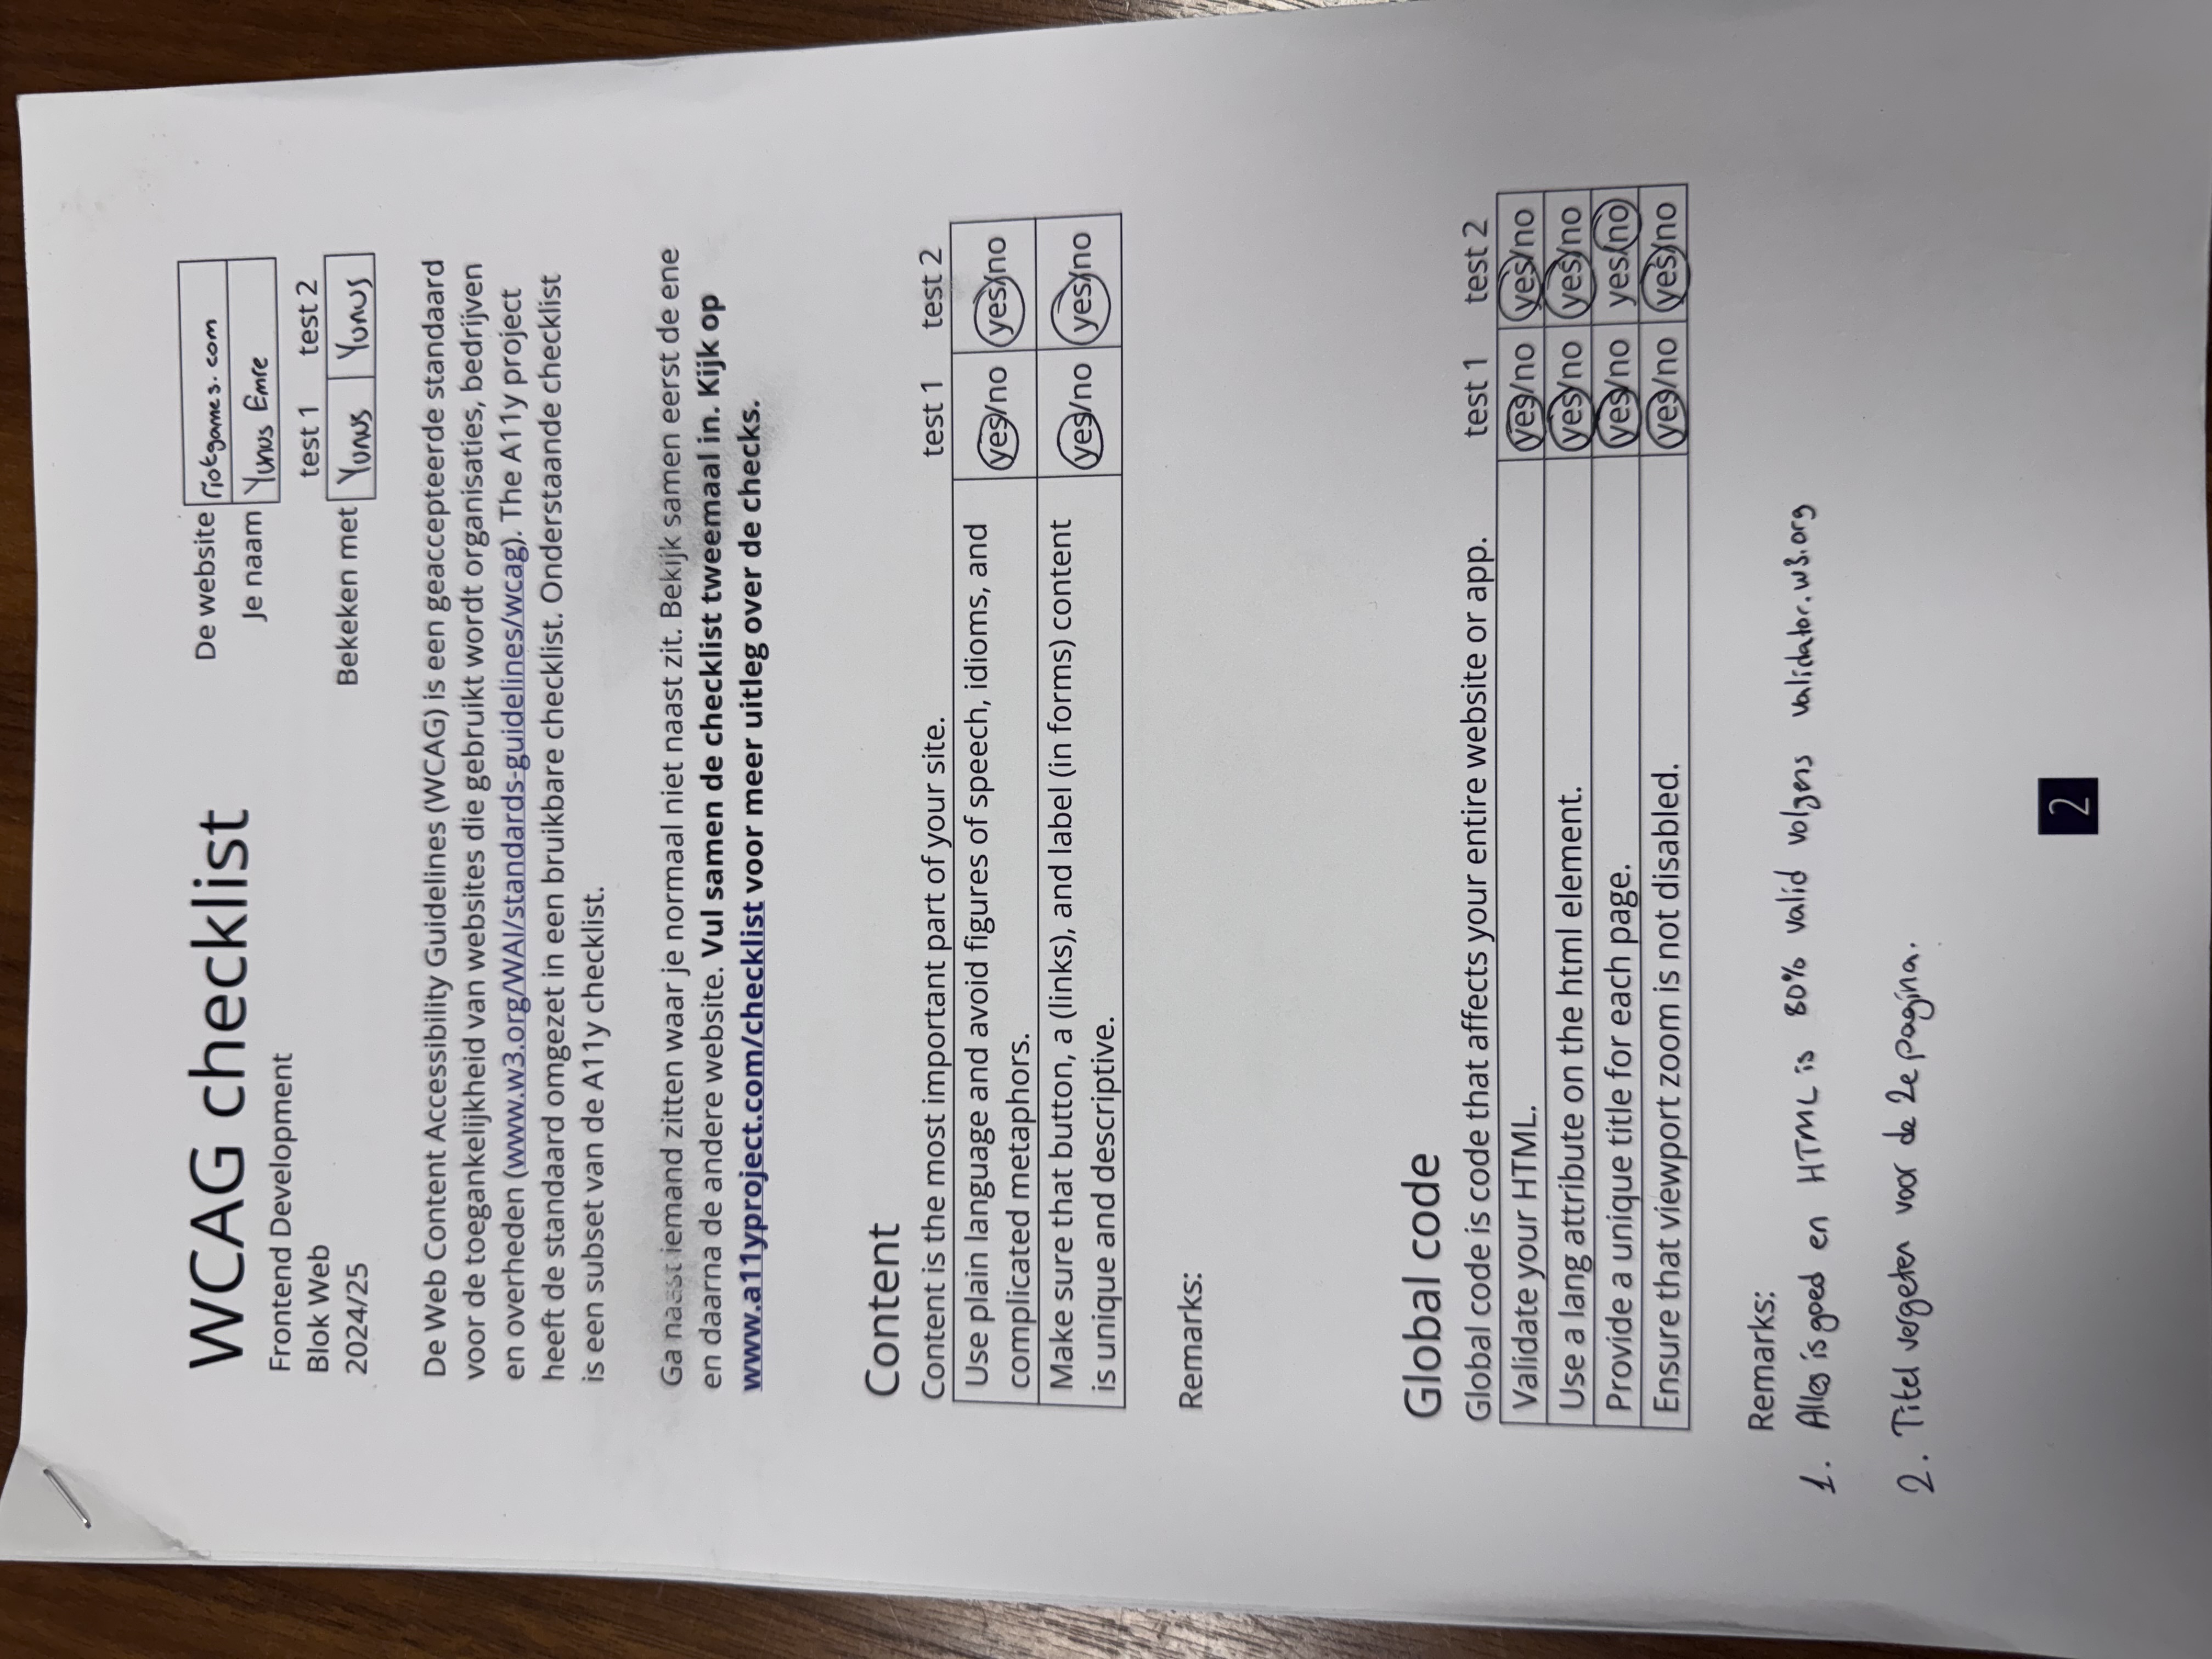 WCAG checklist
Frontend Development
Blok Web
2024/25
De website riotgames.com
Je naam Yunus Emre
test 1 test 2
Bekeken met Yunus Yunus
De Web Content Accessibility Guidelines (WCAG) is een geaccepteerde standaard
voor de toegankelijkheid van websites die gebruikt wordt organisaties, bedrijven
en overheden (www.w3.org/WAI/standards-guidelines/wcag). The A11y project
heeft de standaard omgezet in een bruikbare checklist. Onderstaande checklist
is een subset van de A11y checklist.
Ga naast iemand zitten waar je normaal niet naast zit. Bekijk samen eerst de ene
en daarna de andere website. Vul samen de checklist tweemaal in. Kijk op
www.a11yproject.com/checklist voor meer uitleg over de checks.
Content
Content is the most important part of your site. test 1 test 2
Use plain language and avoid figures of speech, idioms, and
complicated metaphors. yes/no yes/no
Make sure that button, a (links), and label (in forms) content
is unique and descriptive. yes/no yes/no
Remarks:
Global code
Global code is code that affects your entire website or app. test 1 test 2
Validate your HTML. yes/no yes/no
Use a lang attribute on the html element. yes/no yes/no
Provide a unique title for each page. yes/no yes/no
Ensure that viewport zoom is not disabled. yes/no yes/no
Remarks:
1. Alles is goed en HTML is 80% valid volgens validator.w3.org
2. Titel vergeten voor de 2e pagina.
2